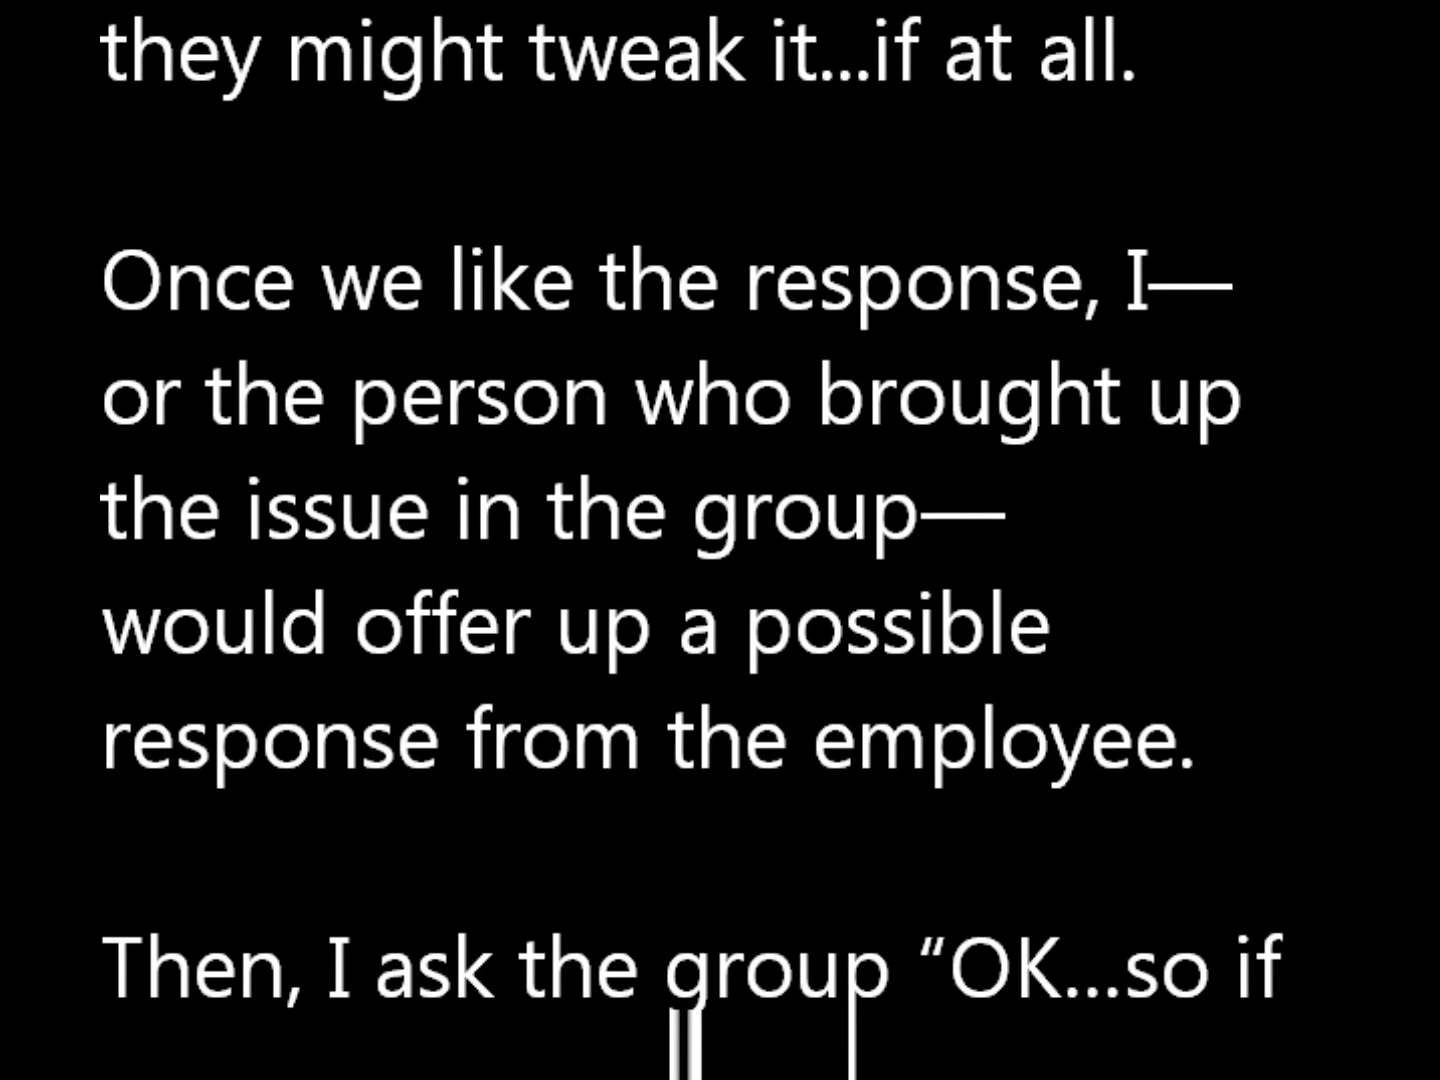 they might tweak it...if at all.
Once we like the response, I—
or the person who brought up
the issue in the group—
would offer up a possible
response from the employee.
Then, I ask the group “OK...so if